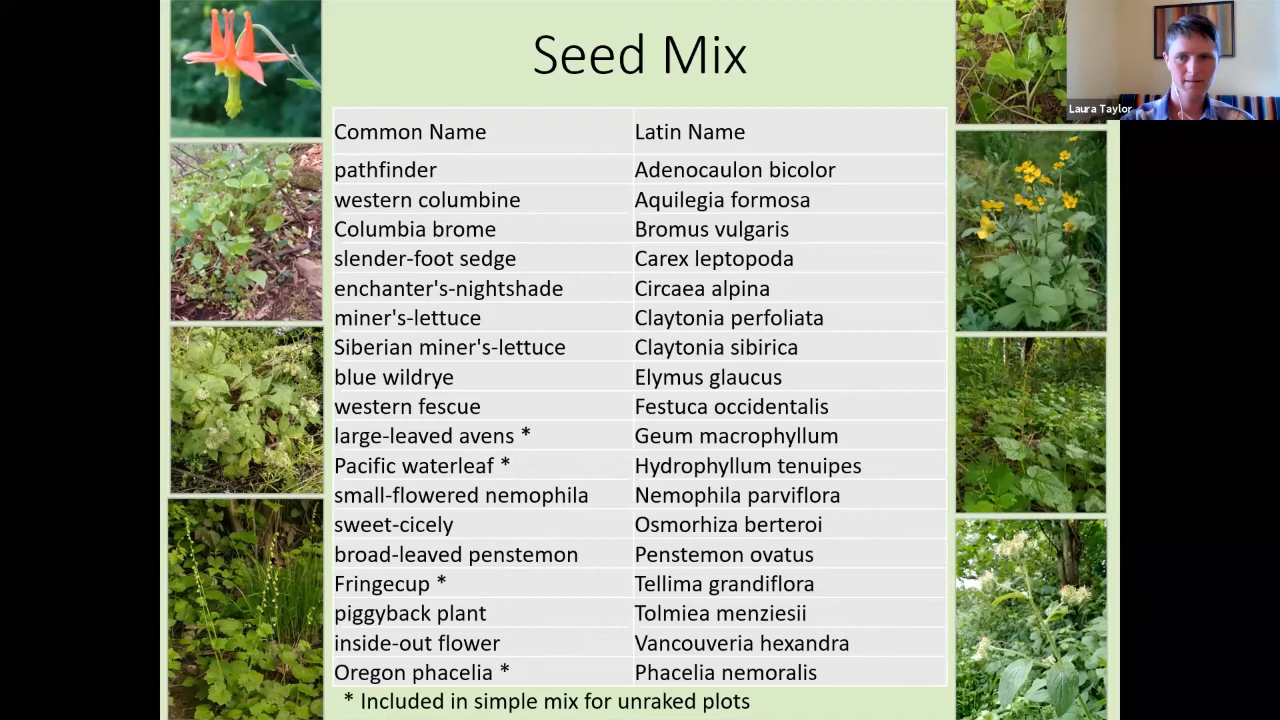 Seed Mix
Laura Taylor
Common Name Latin Name
pathfinder Adenocaulon bicolor
western columbine Aquilegia formosa
Columbia brome Bromus vulgaris
slender-foot sedge Carex leptopoda
enchanter's-nightshade Circaea alpina
miner's-lettuce Claytonia perfoliata
Siberian miner's-lettuce Claytonia sibirica
blue wildrye Elymus glaucus
western fescue Festuca occidentalis
large-leaved avens * Geum macrophyllum
Pacific waterleaf * Hydrophyllum tenuipes
small-flowered nemophila Nemophila parviflora
sweet-cicely Osmorhiza berteroi
broad-leaved penstemon Penstemon ovatus
Fringecup * Tellima grandiflora
piggyback plant Tolmiea menziesii
inside-out flower Vancouveria hexandra
Oregon phacelia * Phacelia nemoralis
* Included in simple mix for unraked plots